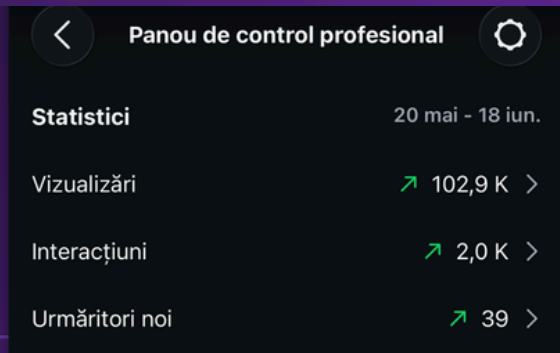 Panou de control profesional
Statistici 20 mai - 18 iun.
Vizualizări 102,9 K
Interacțiuni 2,0 K
Urmăritori noi 39